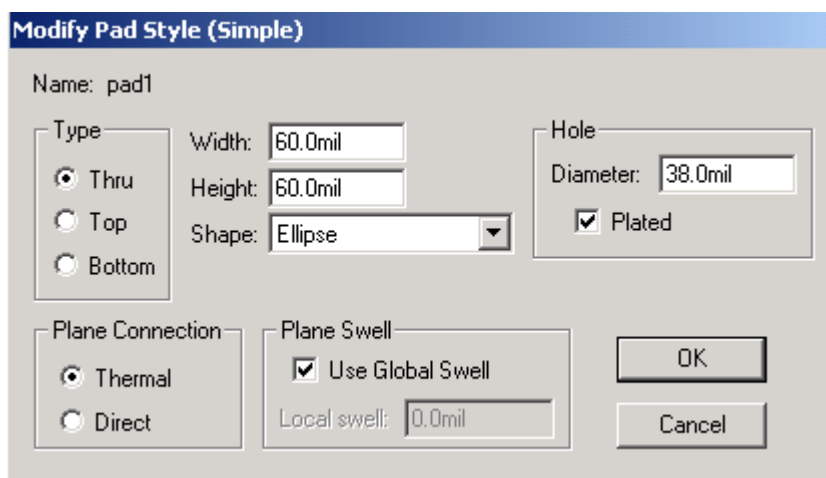 Modify Pad Style (Simple)
Name: pad1
Type
Thru
Top
Bottom
Width: 60.0mil
Height: 60.0mil
Shape: Ellipse
Hole
Diameter: 38.0mil
Plated
Plane Connection
Thermal
Direct
Plane Swell
Use Global Swell
Local swell: 0.0mil
OK
Cancel